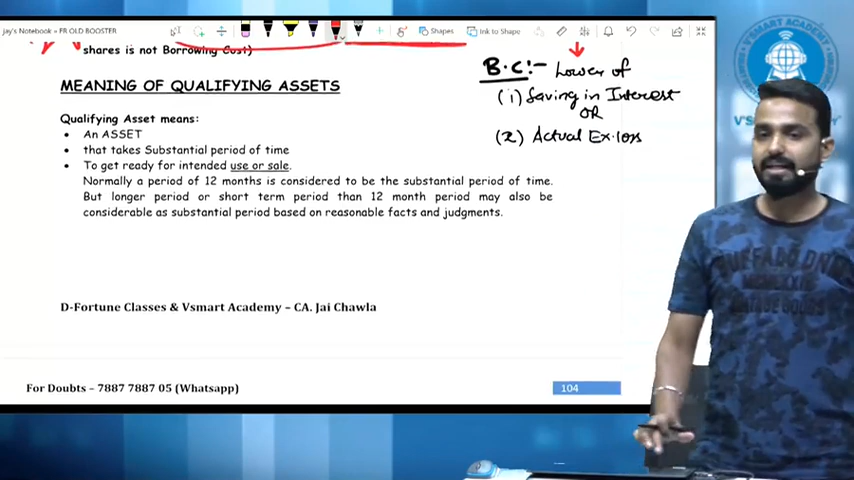 jay's Notebook » FR OLD BOOSTER
Shapes
Ink to Shape
V'SMART ACADEMY
shares is not Borrowing Cost)
MEANING OF QUALIFYING ASSETS
Qualifying Asset means:
• An ASSET
• that takes Substantial period of time
• To get ready for intended use or sale.
Normally a period of 12 months is considered to be the substantial period of time.
But longer period or short term period than 12 month period may also be
considerable as substantial period based on reasonable facts and judgments.
B.C:- Lower of
(i) Saving in Interest
OR
(2) Actual Ex.loss
D-Fortune Classes & Vsmart Academy – CA. Jai Chawla
For Doubts – 7887 7887 05 (Whatsapp)
104
BUFFALO DNM